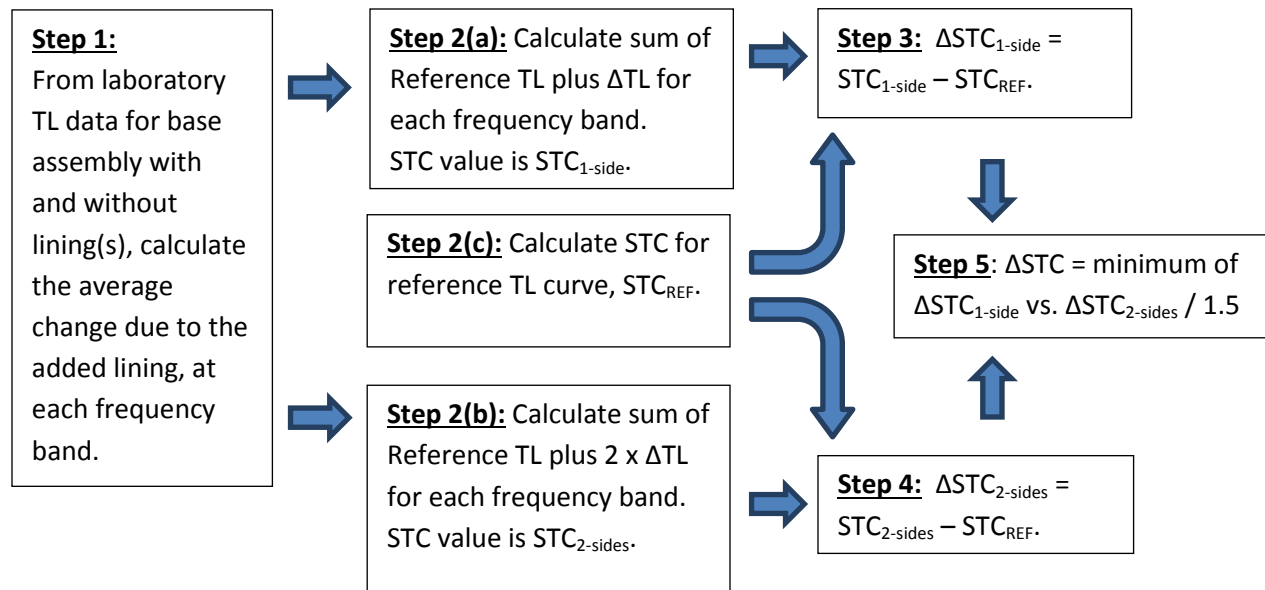 Step 1:
From laboratory
TL data for base
assembly with
and without
lining(s), calculate
the average
change due to the
added lining, at
each frequency
band.
Step 2(a): Calculate sum of
Reference TL plus ΔTL for
each frequency band.
STC value is STC1-side.
Step 2(c): Calculate STC for
reference TL curve, STCREF.
Step 2(b): Calculate sum of
Reference TL plus 2 x ΔTL
for each frequency band.
STC value is STC2-sides.
Step 3: ΔSTC1-side =
STC1-side – STCREF.
Step 5: ΔSTC = minimum of
ΔSTC1-side vs. ΔSTC2-sides / 1.5
Step 4: ΔSTC2-sides =
STC2-sides – STCREF.